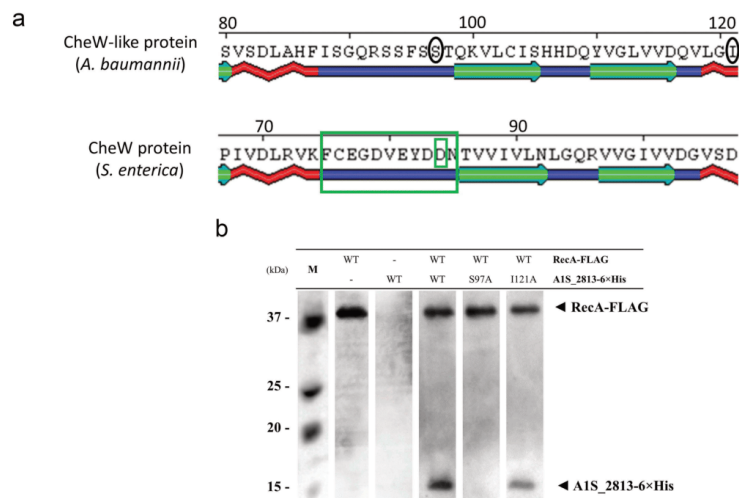 a
80 100 120
CheW-like protein
(A. baumannii)
SVSDLAHFISGQRSSFSSTQKVLCISHHDQYVGLVVDQVLGI
70 90
CheW protein
(S. enterica)
PIVDLRVKFCEGDVEYDDNTVVIVLNLGQRVVGIVVDGVSD
b
WT - WT WT WT RecA-FLAG
(kDa) M
- WT WT S97A I121A A1S_2813-6×His
37 - ◄ RecA-FLAG
25 -
20 -
15 - ◄ A1S_2813-6×His